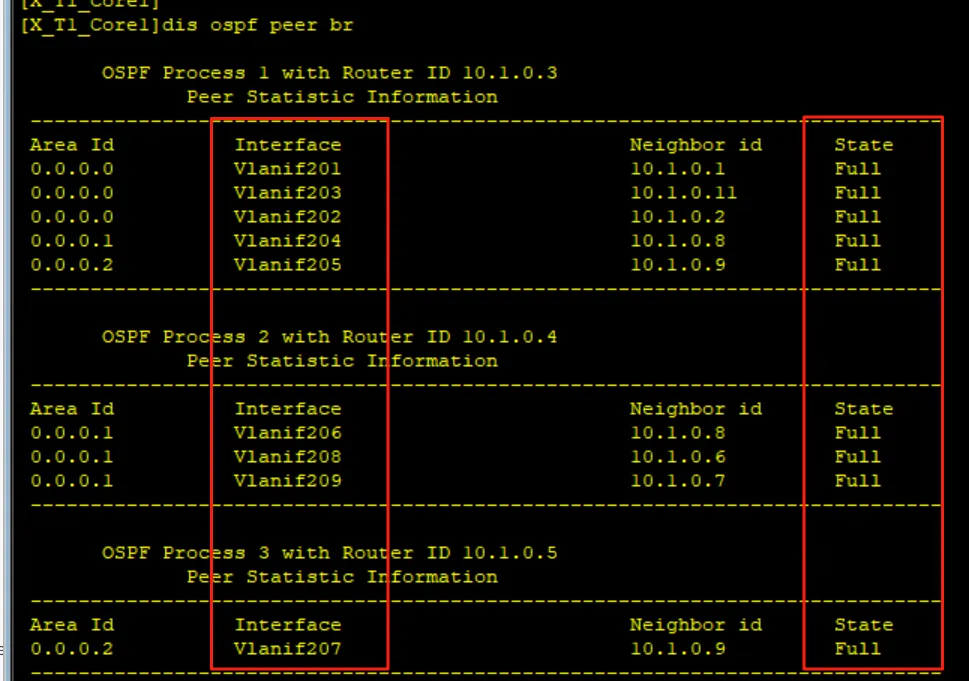 [X_T1_Core1]
[X_T1_Core1]dis ospf peer br
OSPF Process 1 with Router ID 10.1.0.3
Peer Statistic Information
----------------------------------------------------------------------------
Area Id Interface Neighbor id State
0.0.0.0 Vlanif201 10.1.0.1 Full
0.0.0.0 Vlanif203 10.1.0.11 Full
0.0.0.0 Vlanif202 10.1.0.2 Full
0.0.0.1 Vlanif204 10.1.0.8 Full
0.0.0.2 Vlanif205 10.1.0.9 Full
----------------------------------------------------------------------------
OSPF Process 2 with Router ID 10.1.0.4
Peer Statistic Information
----------------------------------------------------------------------------
Area Id Interface Neighbor id State
0.0.0.1 Vlanif206 10.1.0.8 Full
0.0.0.1 Vlanif208 10.1.0.6 Full
0.0.0.1 Vlanif209 10.1.0.7 Full
----------------------------------------------------------------------------
OSPF Process 3 with Router ID 10.1.0.5
Peer Statistic Information
----------------------------------------------------------------------------
Area Id Interface Neighbor id State
0.0.0.2 Vlanif207 10.1.0.9 Full
----------------------------------------------------------------------------